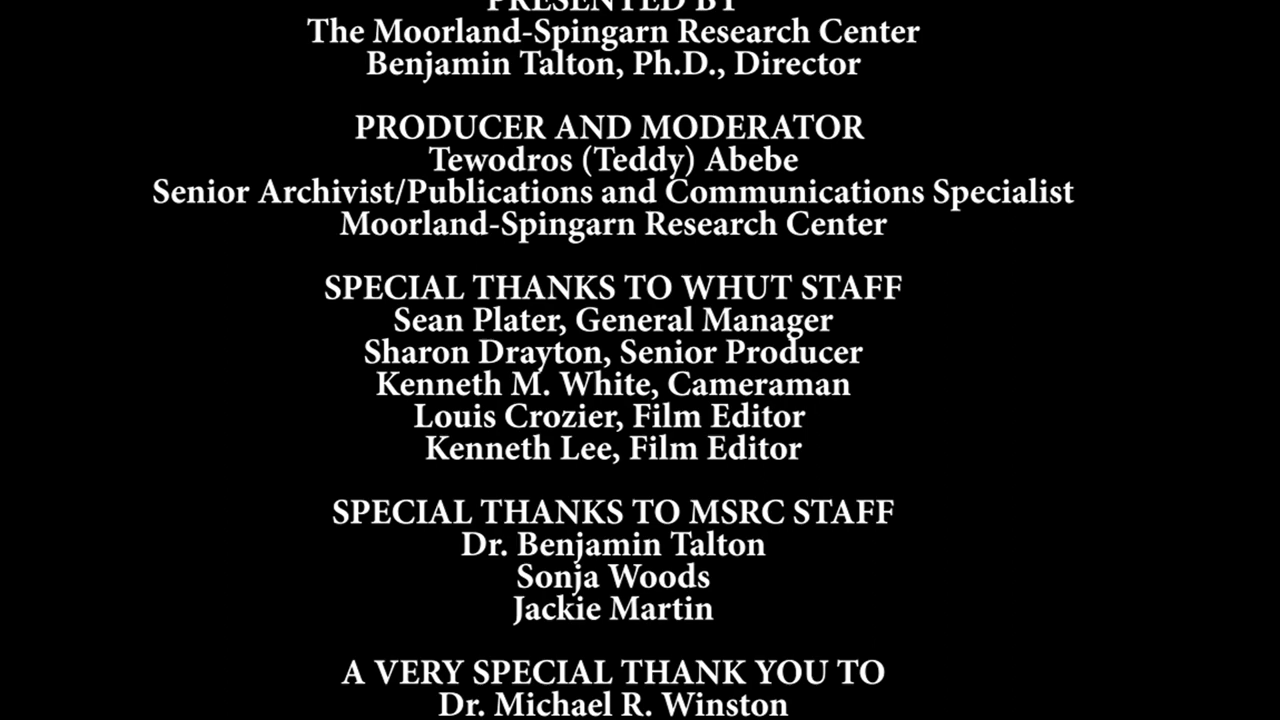 PRESENTED BY
The Moorland-Spingarn Research Center
Benjamin Talton, Ph.D., Director
PRODUCER AND MODERATOR
Tewodros (Teddy) Abebe
Senior Archivist/Publications and Communications Specialist
Moorland-Spingarn Research Center
SPECIAL THANKS TO WHUT STAFF
Sean Plater, General Manager
Sharon Drayton, Senior Producer
Kenneth M. White, Cameraman
Louis Crozier, Film Editor
Kenneth Lee, Film Editor
SPECIAL THANKS TO MSRC STAFF
Dr. Benjamin Talton
Sonja Woods
Jackie Martin
A VERY SPECIAL THANK YOU TO
Dr. Michael R. Winston